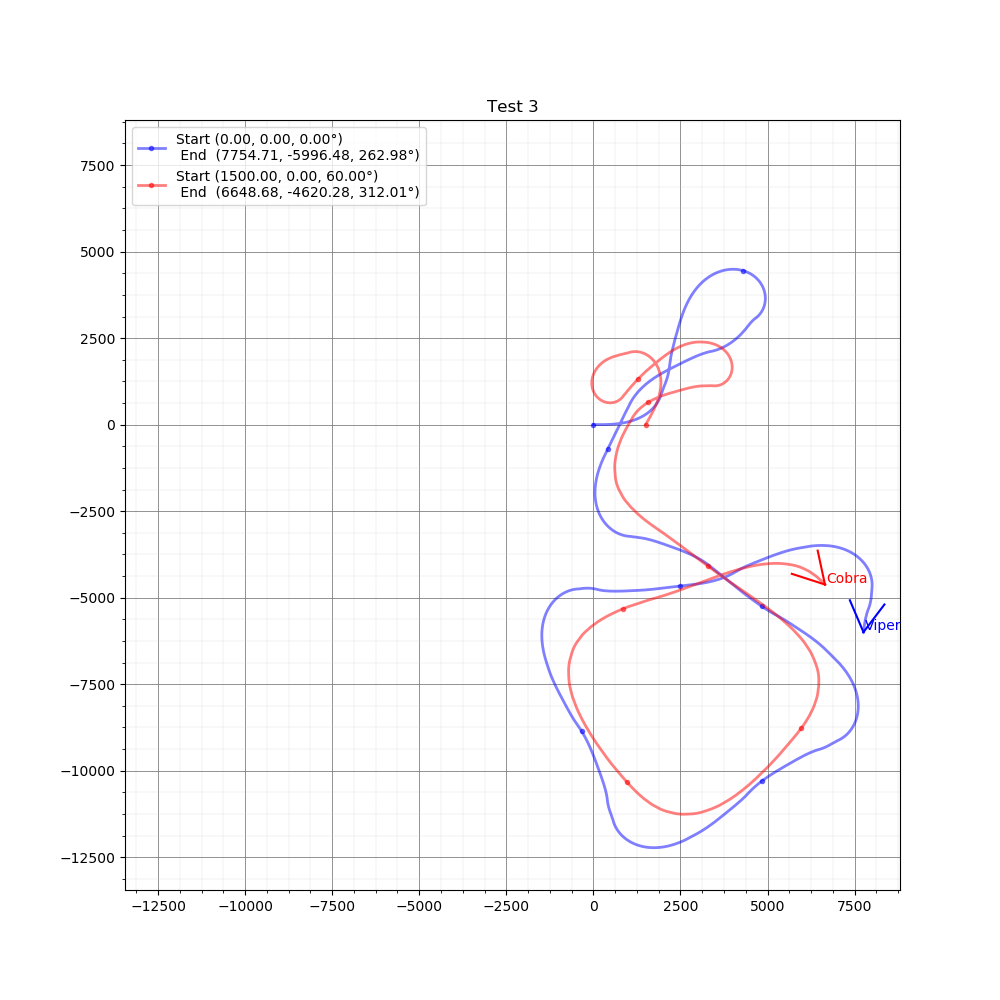 Test 3
Start (0.00, 0.00, 0.00°)
End (7754.71, -5996.48, 262.98°)
Start (1500.00, 0.00, 60.00°)
End (6648.68, -4620.28, 312.01°)
7500
5000
2500
0
−2500
−5000
−7500
−10000
−12500
Cobra
Viper
−12500 −10000 −7500 −5000 −2500 0 2500 5000 7500